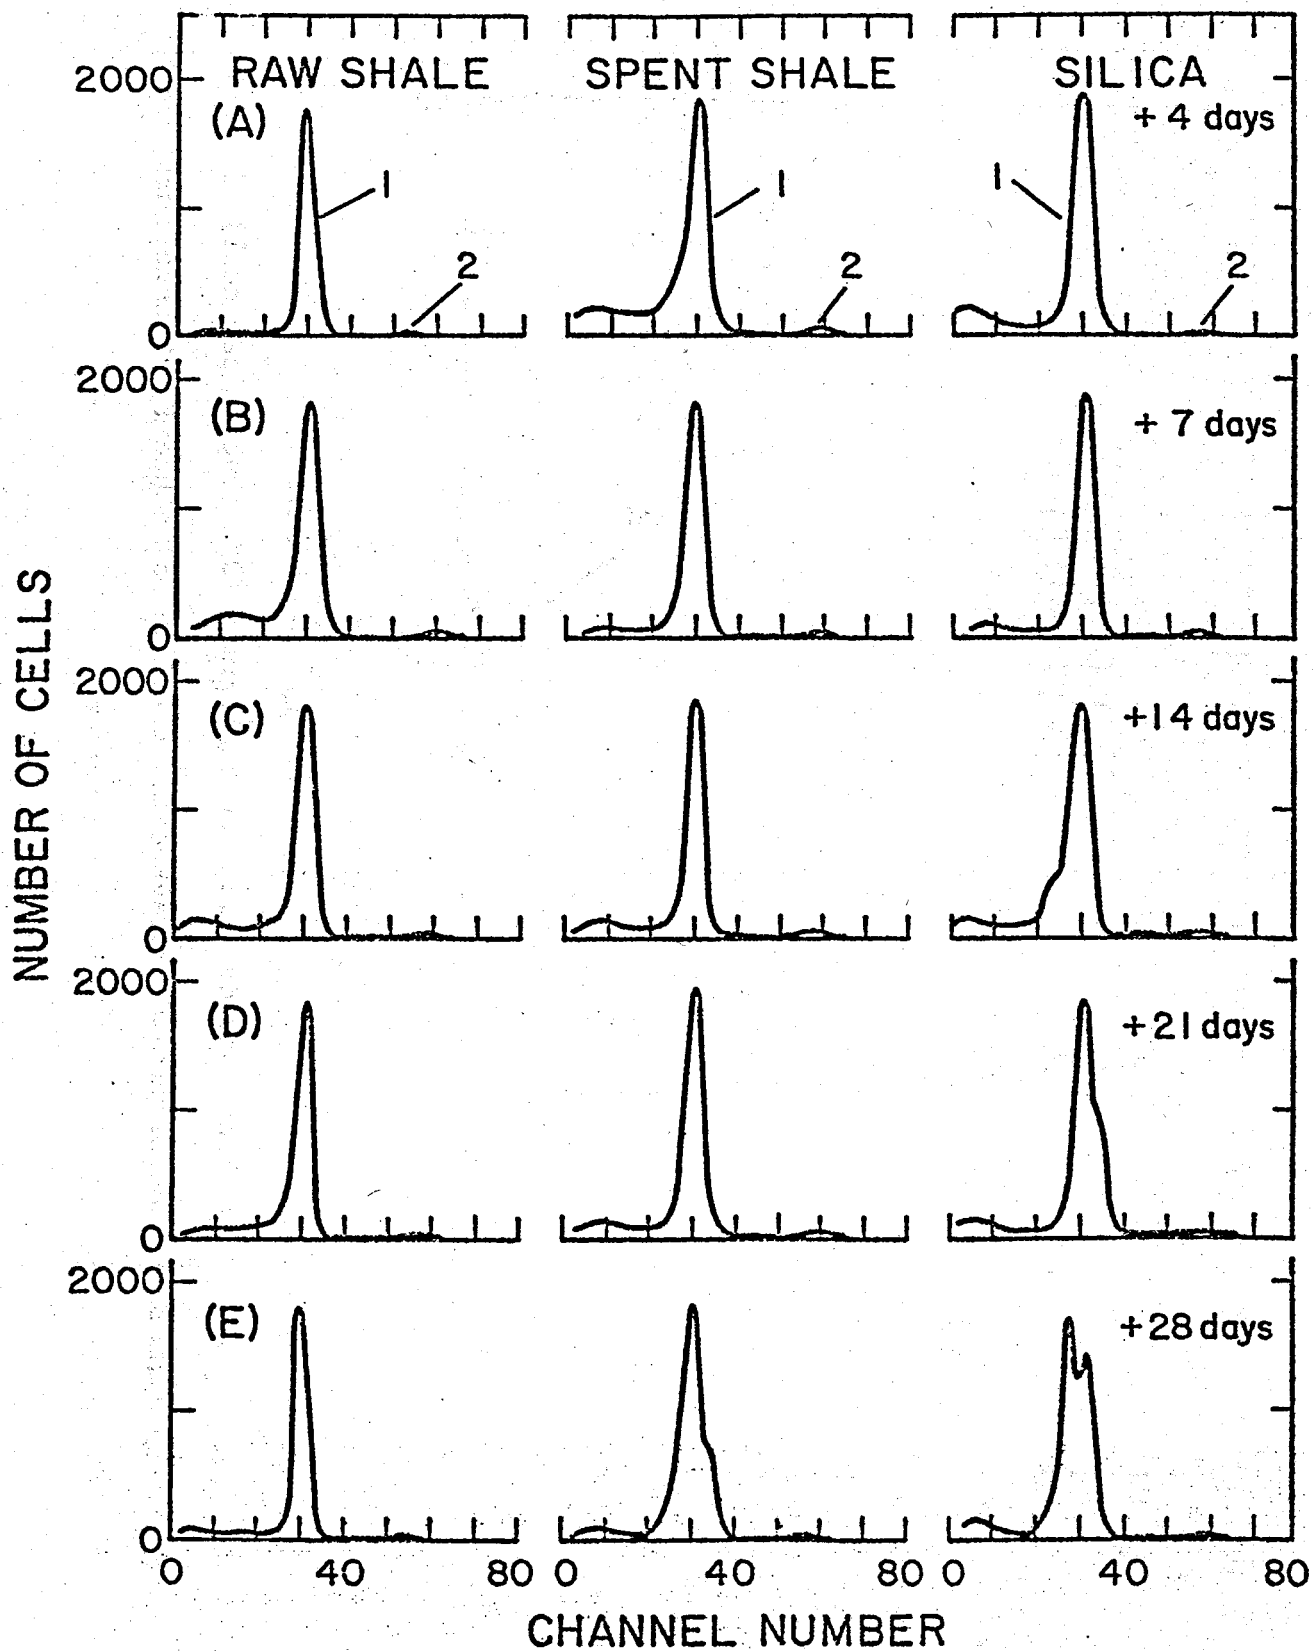 RAW SHALE SPENT SHALE SILICA
2000
(A) + 4 days
1 1 1
2 2 2
0
2000
(B) + 7 days
0
2000
(C) +14 days
0
2000
(D) +21 days
0
2000
(E) +28 days
0
0 40 80 0 40 80 0 40 80
NUMBER OF CELLS
CHANNEL NUMBER